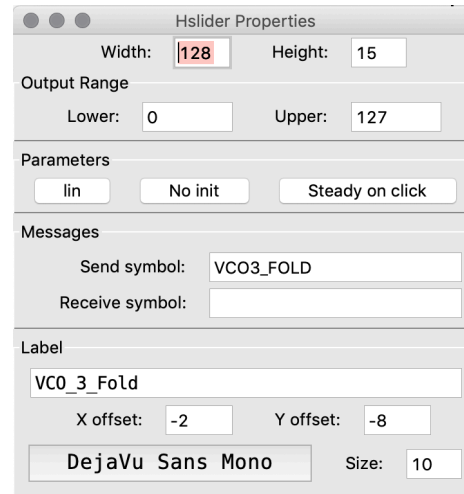 Hslider Properties
Width: 128 Height: 15
Output Range
Lower: 0 Upper: 127
Parameters
lin No init Steady on click
Messages
Send symbol: VCO3_FOLD
Receive symbol:
Label
VCO_3_Fold
X offset: -2 Y offset: -8
DejaVu Sans Mono Size: 10